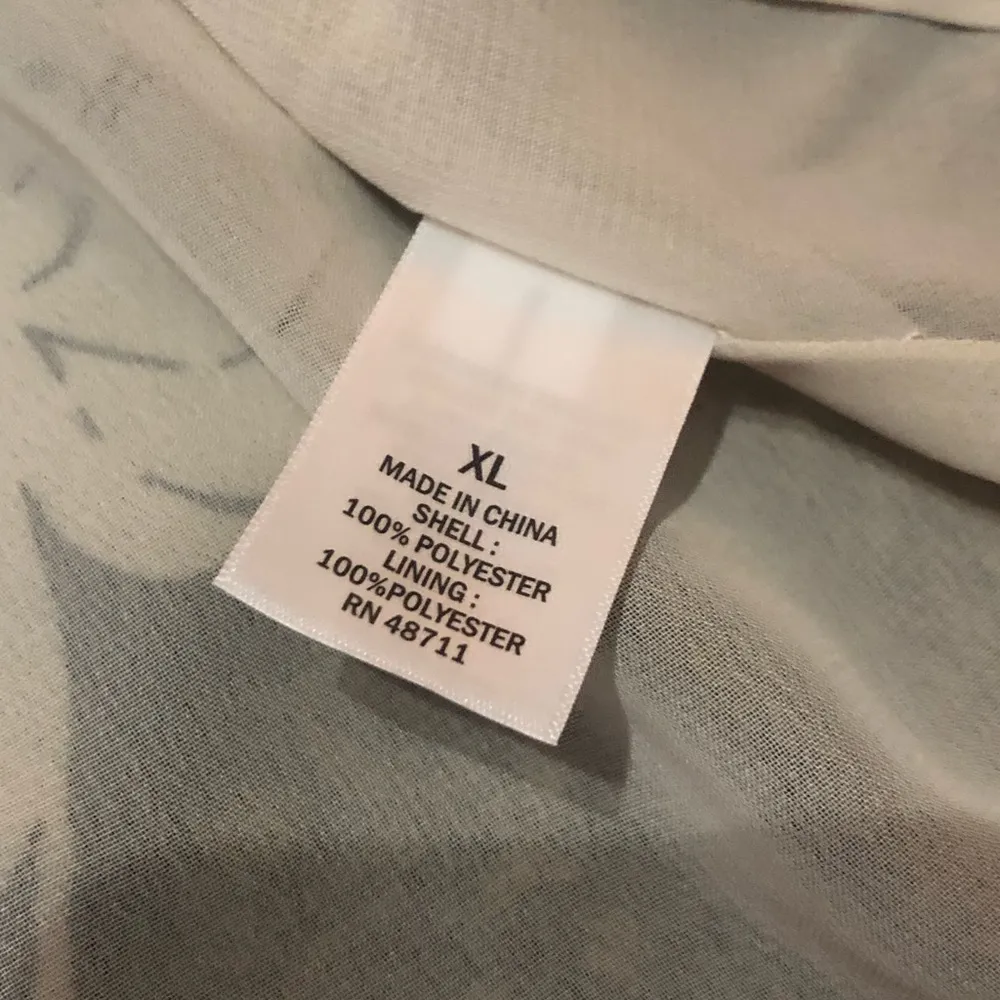 XL
MADE IN CHINA
SHELL :
100% POLYESTER
LINING :
100%POLYESTER
RN 48711